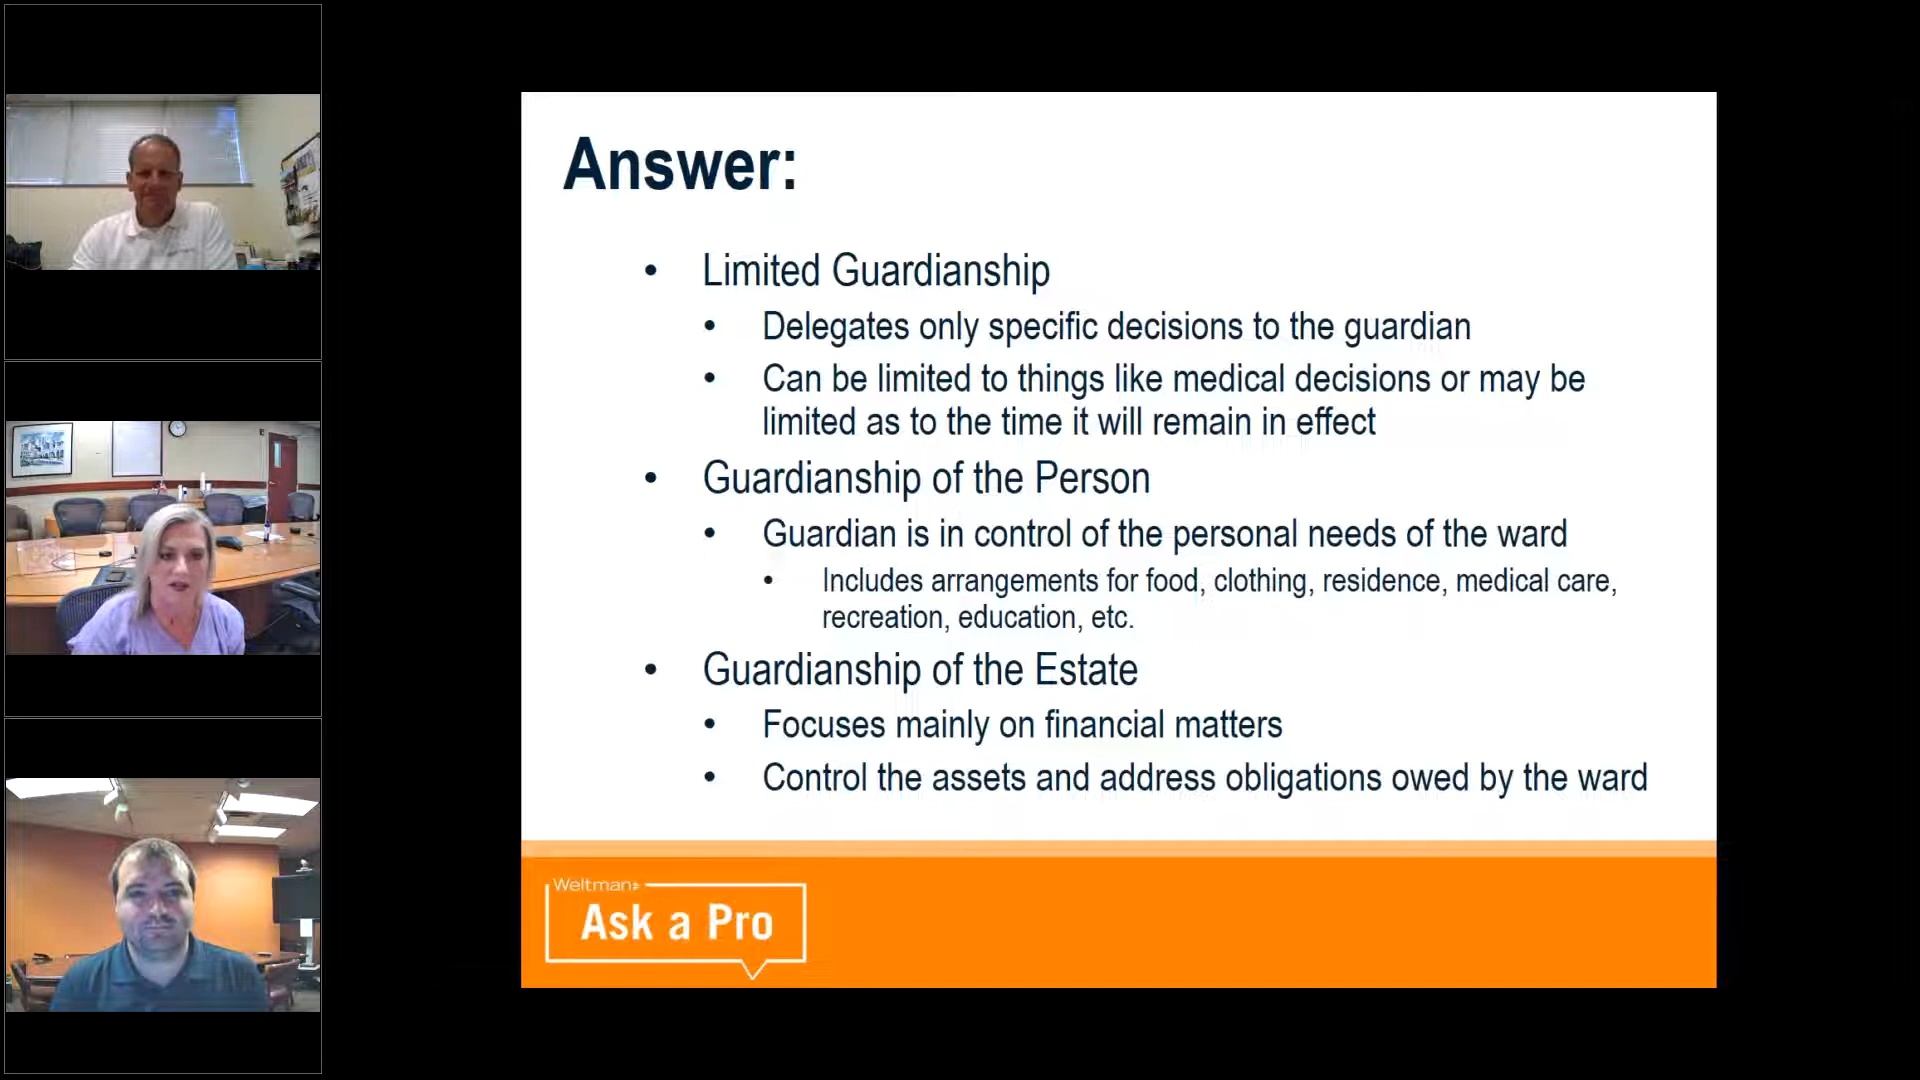 Answer:
• Limited Guardianship
• Delegates only specific decisions to the guardian
• Can be limited to things like medical decisions or may be
limited as to the time it will remain in effect
• Guardianship of the Person
• Guardian is in control of the personal needs of the ward
• Includes arrangements for food, clothing, residence, medical care,
recreation, education, etc.
• Guardianship of the Estate
• Focuses mainly on financial matters
• Control the assets and address obligations owed by the ward
Weltman
Ask a Pro